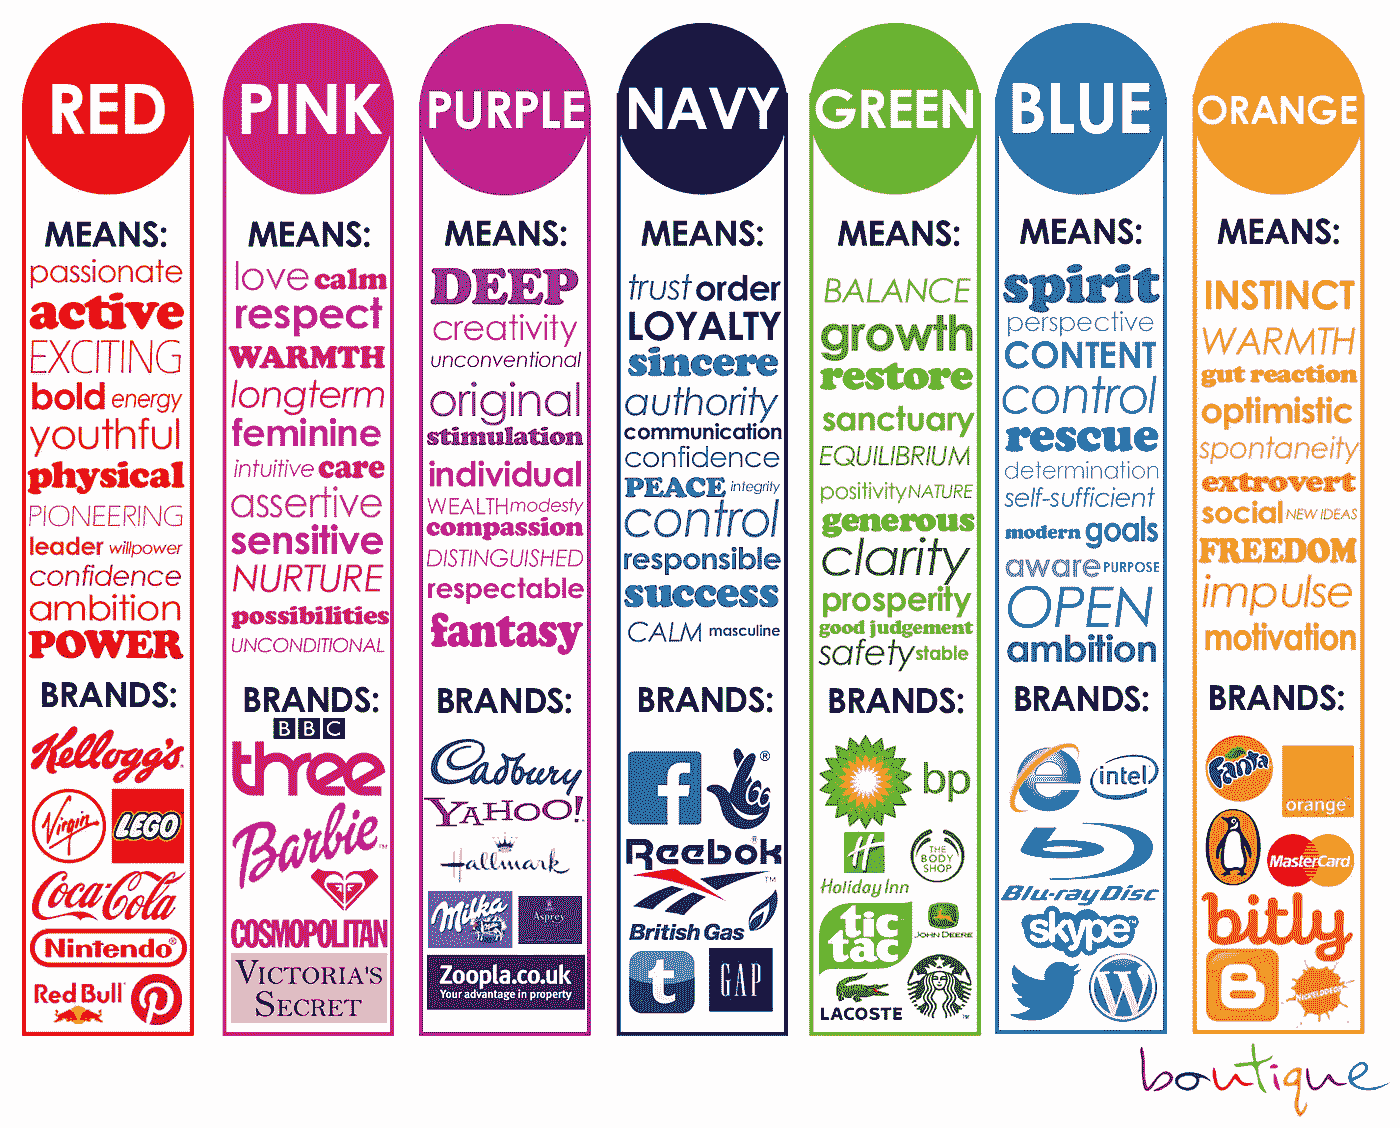 RED
MEANS:
passionate
active
EXCITING
bold energy
youthful
physical
PIONEERING
leader willpower
confidence
ambition
POWER
BRANDS:
Kellogg's
Virgin
LEGO
Coca-Cola
Nintendo®
Red Bull
PINK
MEANS:
love calm
respect
WARMTH
longterm
feminine
intuitive care
assertive
sensitive
NURTURE
possibilities
UNCONDITIONAL
BRANDS:
BBC
three
Barbie™
COSMOPOLITAN
VICTORIA'S
SECRET
PURPLE
MEANS:
DEEP
creativity
unconventional
original
stimulation
individual
WEALTH modesty
compassion
DISTINGUISHED
respectable
fantasy
BRANDS:
Cadbury
YAHOO!
Hallmark
Milka
Asprey
Zoopla.co.uk
Your advantage in property
NAVY
MEANS:
trust order
LOYALTY
sincere
authority
communication
confidence
PEACE integrity
control
responsible
success
CALM masculine
BRANDS:
f
®
Reebok
™
British Gas
t
GAP
GREEN
MEANS:
BALANCE
growth
restore
sanctuary
EQUILIBRIUM
positivity NATURE
generous
clarity
prosperity
good judgement
safety stable
BRANDS:
bp
H
Holiday Inn
THE
BODY
SHOP
tic
tac
JOHN DEERE
LACOSTE
BLUE
MEANS:
spirit
perspective
CONTENT
control
rescue
determination
self-sufficient
modern goals
aware PURPOSE
OPEN
ambition
BRANDS:
e
intel
Blu-ray Disc
skype™
W
ORANGE
MEANS:
INSTINCT
WARMTH
gut reaction
optimistic
spontaneity
extrovert
social NEW IDEAS
FREEDOM
impulse
motivation
BRANDS:
Fanta
orange™
MasterCard
bitly
B
boutique